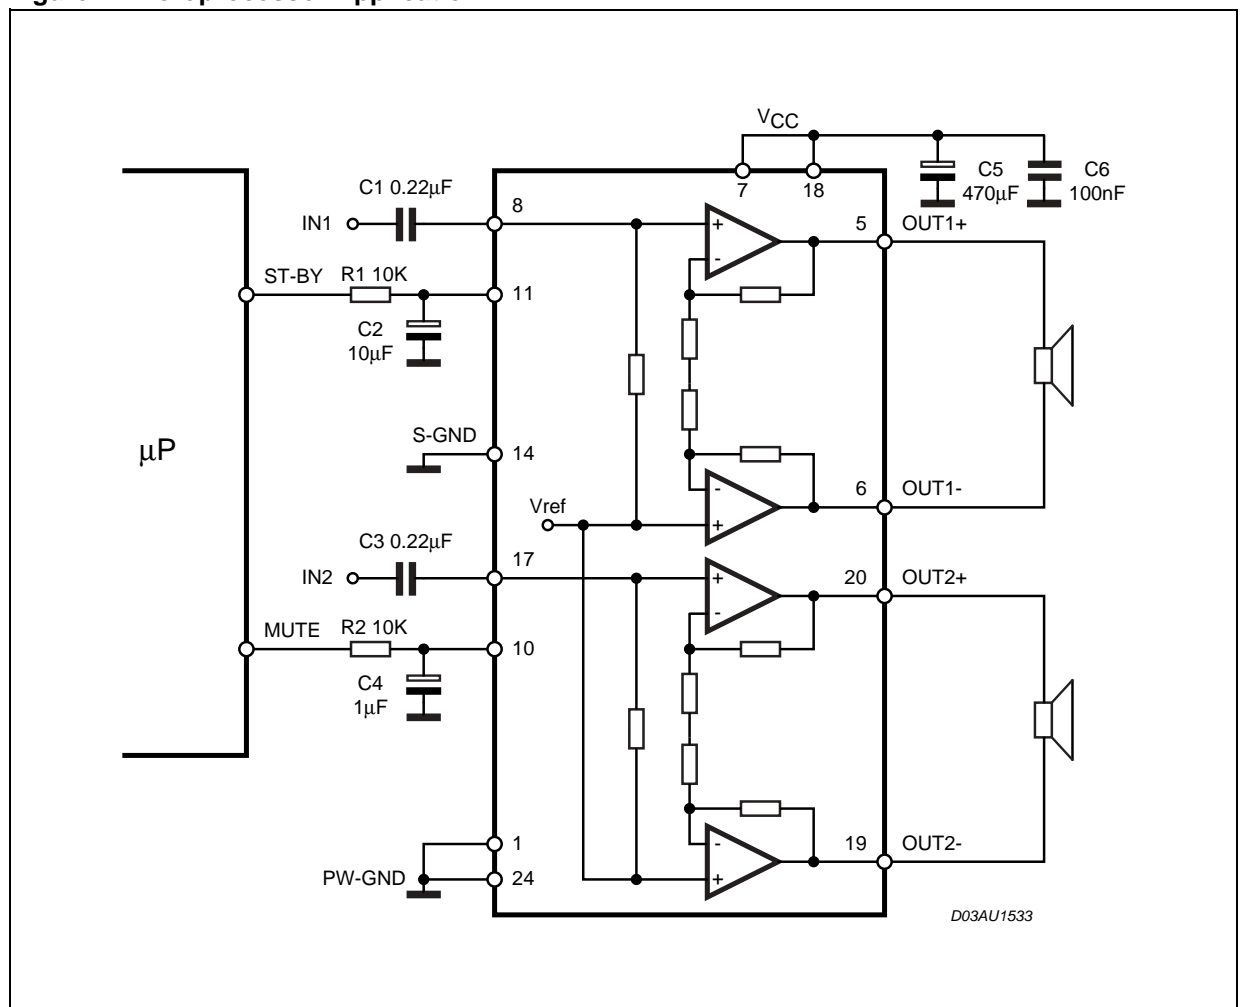 VCC
7
18
C5
470µF
C6
100nF
C1 0.22µF
IN1
8
5
OUT1+
+
-
ST-BY
R1 10K
11
C2
10µF
µP
S-GND
14
Vref
-
+
6
OUT1-
C3 0.22µF
IN2
17
+
-
20
OUT2+
MUTE
R2 10K
10
C4
1µF
1
PW-GND
24
-
+
19
OUT2-
D03AU1533